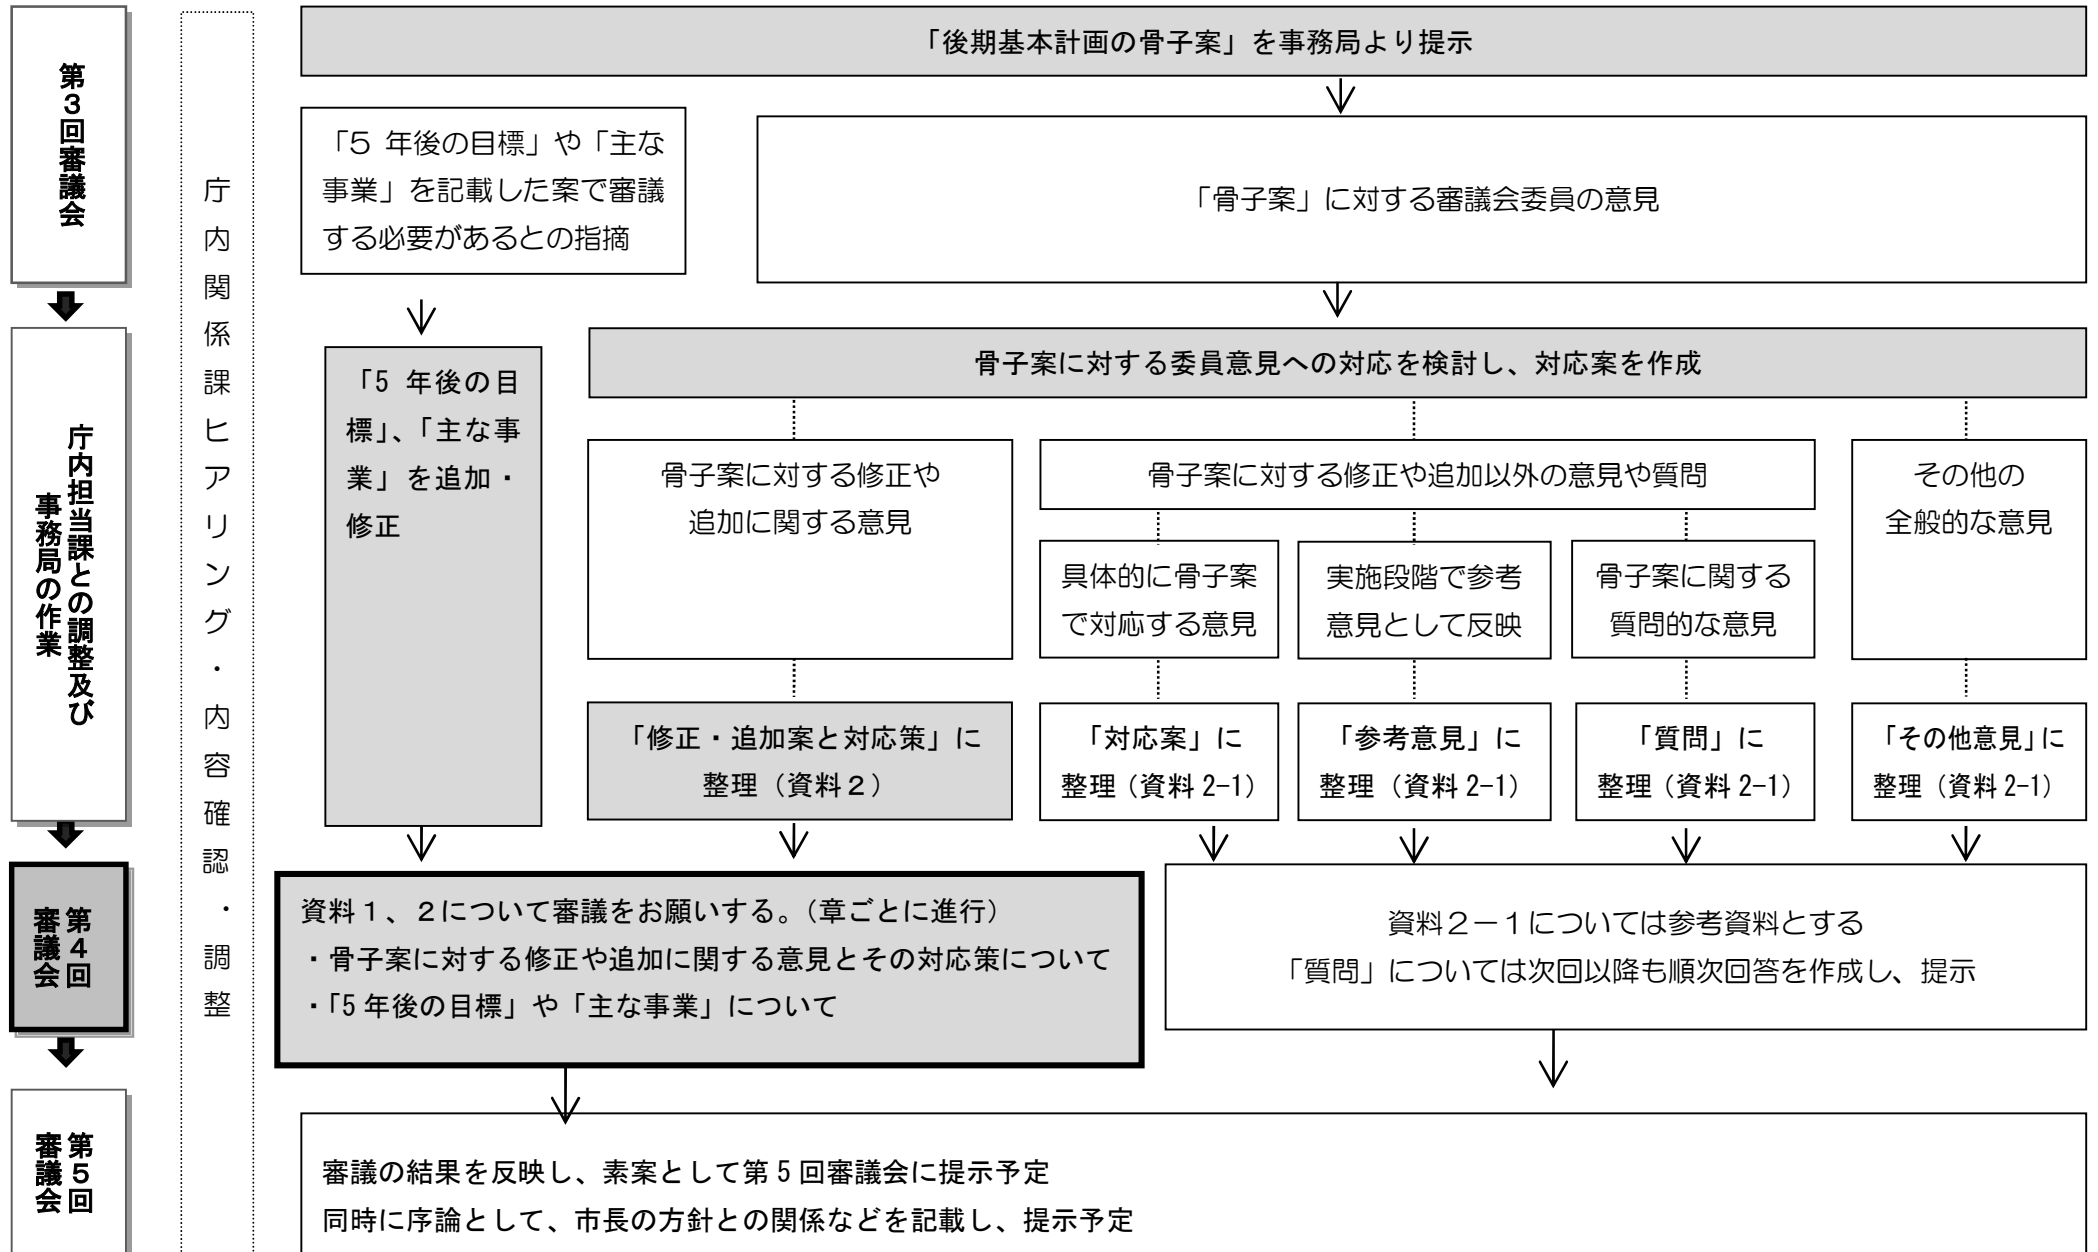 第３回審議会
庁内担当課との調整及び
事務局の作業
第４回
審議会
第５回
審議会
庁内関係課ヒアリング・内容確認・調整
「後期基本計画の骨子案」を事務局より提示
「5 年後の目標」や「主な
事業」を記載した案で審議
する必要があるとの指摘
「骨子案」に対する審議会委員の意見
「5 年後の目
標」、「主な事
業」を追加・
修正
骨子案に対する委員意見への対応を検討し、対応案を作成
骨子案に対する修正や
追加に関する意見
骨子案に対する修正や追加以外の意見や質問
その他の
全般的な意見
具体的に骨子案
で対応する意見
実施段階で参考
意見として反映
骨子案に関する
質問的な意見
「修正・追加案と対応策」に
整理（資料２）
「対応案」に
整理（資料 2-1）
「参考意見」に
整理（資料 2-1）
「質問」に
整理（資料 2-1）
「その他意見」に
整理（資料 2-1）
資料１、２について審議をお願いする。（章ごとに進行）
・骨子案に対する修正や追加に関する意見とその対応策について
・「5 年後の目標」や「主な事業」について
資料２－１については参考資料とする
「質問」については次回以降も順次回答を作成し、提示
審議の結果を反映し、素案として第 5 回審議会に提示予定
同時に序論として、市長の方針との関係などを記載し、提示予定